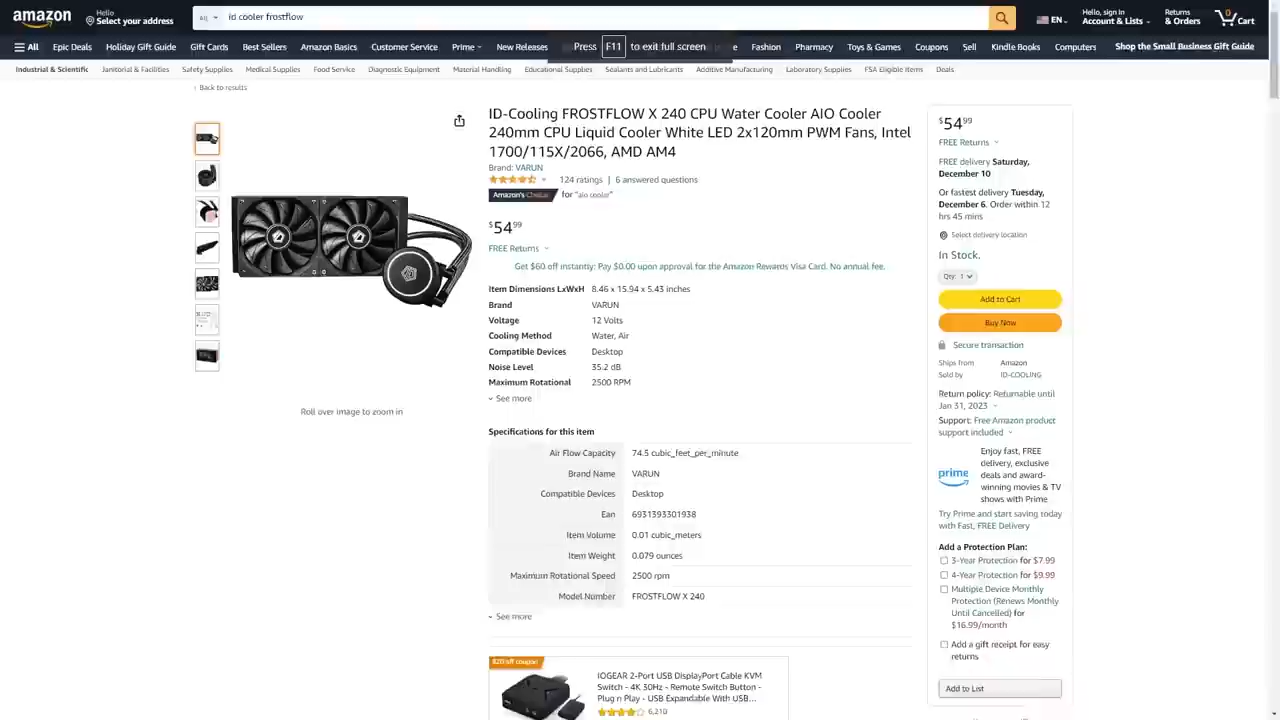 amazon
Hello
Select your address
All
id cooler frostflow
EN
Hello, sign in
Account & Lists
Returns
& Orders
0
Cart
All
Epic Deals
Holiday Gift Guide
Gift Cards
Best Sellers
Amazon Basics
Customer Service
Prime
New Releases
Press F11 to exit full screen
Fashion
Pharmacy
Toys & Games
Coupons
Sell
Kindle Books
Computers
Shop the Small Business Gift Guide
Industrial & Scientific
Janitorial & Facilities
Safety Supplies
Medical Supplies
Food Service
Diagnostic Equipment
Material Handling
Educational Supplies
Sealants and Lubricants
Additive Manufacturing
Laboratory Supplies
FSA Eligible Items
Deals
‹ Back to results
Roll over image to zoom in
ID-Cooling FROSTFLOW X 240 CPU Water Cooler AIO Cooler
240mm CPU Liquid Cooler White LED 2x120mm PWM Fans, Intel
1700/115X/2066, AMD AM4
Brand: VARUN
124 ratings | 6 answered questions
Amazon's Choice for "aio cooler"
$54 99
FREE Returns
Get $60 off instantly: Pay $0.00 upon approval for the Amazon Rewards Visa Card. No annual fee.
Item Dimensions LxWxH 8.46 x 15.94 x 5.43 inches
Brand VARUN
Voltage 12 Volts
Cooling Method Water, Air
Compatible Devices Desktop
Noise Level 35.2 dB
Maximum Rotational 2500 RPM
See more
Specifications for this item
Air Flow Capacity 74.5 cubic_feet_per_minute
Brand Name VARUN
Compatible Devices Desktop
Ean 6931393301938
Item Volume 0.01 cubic_meters
Item Weight 0.079 ounces
Maximum Rotational Speed 2500 rpm
Model Number FROSTFLOW X 240
See more
$20 off coupon
IOGEAR 2-Port USB DisplayPort Cable KVM
Switch - 4K 30Hz - Remote Switch Button -
Plug n Play - USB Expandable With USB...
6,210
$54 99
FREE Returns
FREE delivery Saturday,
December 10
Or fastest delivery Tuesday,
December 6. Order within 12
hrs 45 mins
Select delivery location
In Stock.
Qty: 1
Add to Cart
Buy Now
Secure transaction
Ships from Amazon
Sold by ID-COOLING
Return policy: Returnable until
Jan 31, 2023
Support: Free Amazon product
support included
prime
Enjoy fast, FREE
delivery, exclusive
deals and award-
winning movies & TV
shows with Prime
Try Prime and start saving today
with Fast, FREE Delivery
Add a Protection Plan:
3-Year Protection for $7.99
4-Year Protection for $9.99
Multiple Device Monthly
Protection (Renews Monthly
Until Cancelled) for
$16.99/month
Add a gift receipt for easy
returns
Add to List